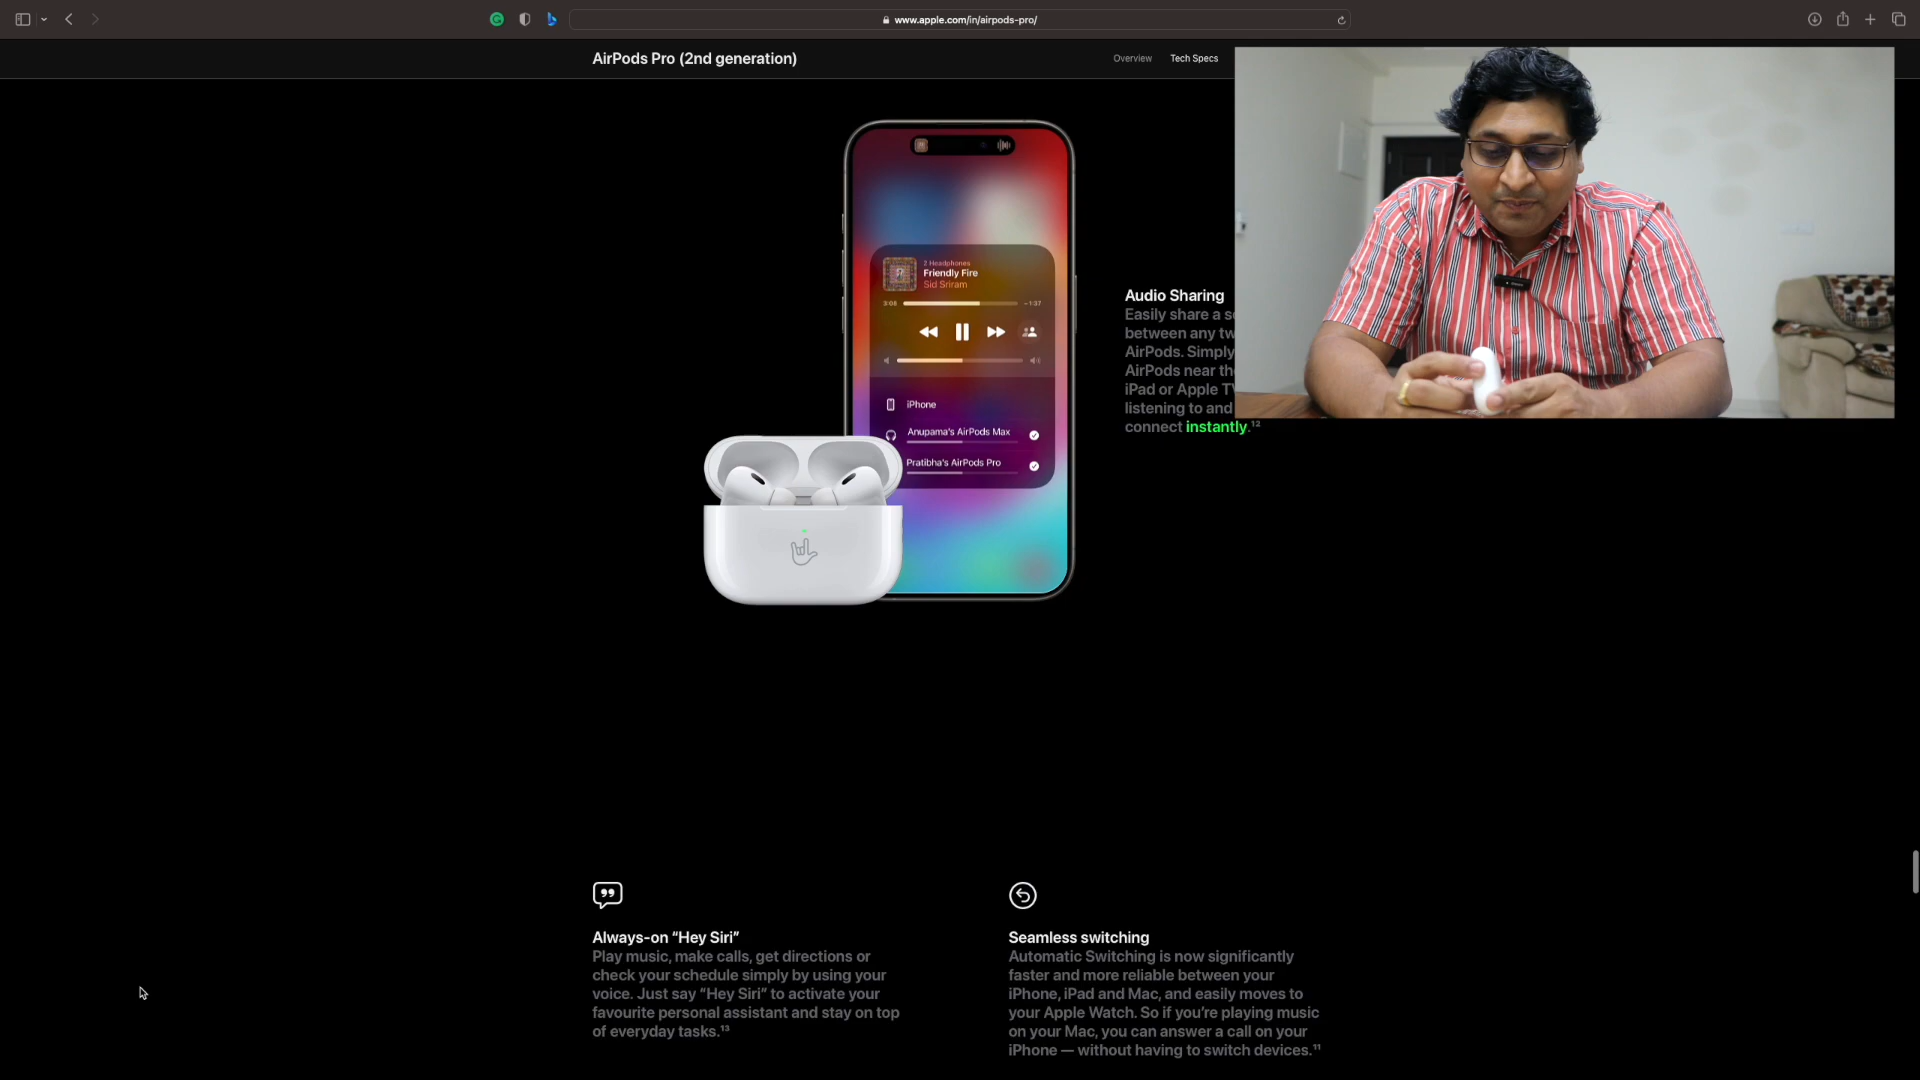 www.apple.com/in/airpods-pro/
AirPods Pro (2nd generation)
Overview
Tech Specs
2 Headphones
Friendly Fire
Sid Sriram
3:08
-1:37
iPhone
Anupama's AirPods Max
Pratibha's AirPods Pro
Audio Sharing
Easily share a
between any
AirPods. Simply
AirPods near
iPad or Apple
listening to and
connect instantly.¹²
Always-on “Hey Siri”
Play music, make calls, get directions or
check your schedule simply by using your
voice. Just say “Hey Siri” to activate your
favourite personal assistant and stay on top
of everyday tasks.¹³
Seamless switching
Automatic Switching is now significantly
faster and more reliable between your
iPhone, iPad and Mac, and easily moves to
your Apple Watch. So if you’re playing music
on your Mac, you can answer a call on your
iPhone — without having to switch devices.¹¹